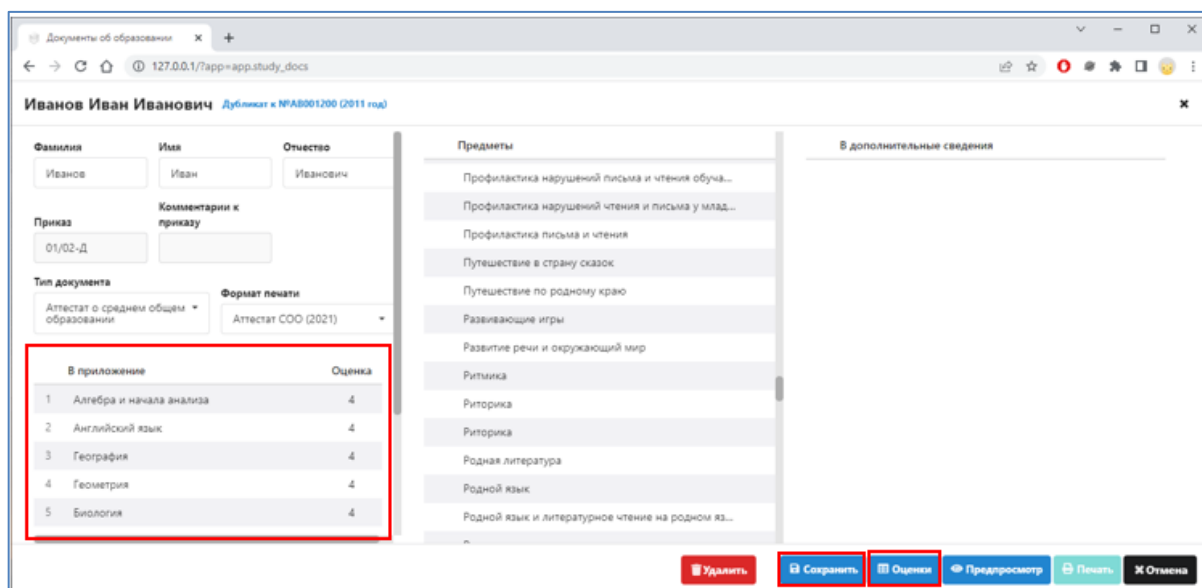 Документы об образовании
127.0.0.1/?app=app.study_docs
Иванов Иван Иванович Дубликат к №АВ001200 (2011 год)
Фамилия Имя Отчество
Иванов Иван Иванович
Приказ Комментарии к приказу
01/02-Д
Тип документа Формат печати
Аттестат о среднем общем образовании Аттестат СОО (2021)
В приложение Оценка
1 Алгебра и начала анализа 4
2 Английский язык 4
3 География 4
4 Геометрия 4
5 Биология 4
Предметы
Профилактика нарушений письма и чтения обуча...
Профилактика нарушений чтения и письма у млад...
Профилактика письма и чтения
Путешествие в страну сказок
Путешествие по родному краю
Развивающие игры
Развитие речи и окружающий мир
Ритмика
Риторика
Риторика
Родная литература
Родной язык
Родной язык и литературное чтение на родном яз...
В дополнительные сведения
Удалить Сохранить Оценки Предпросмотр Печать Отмена